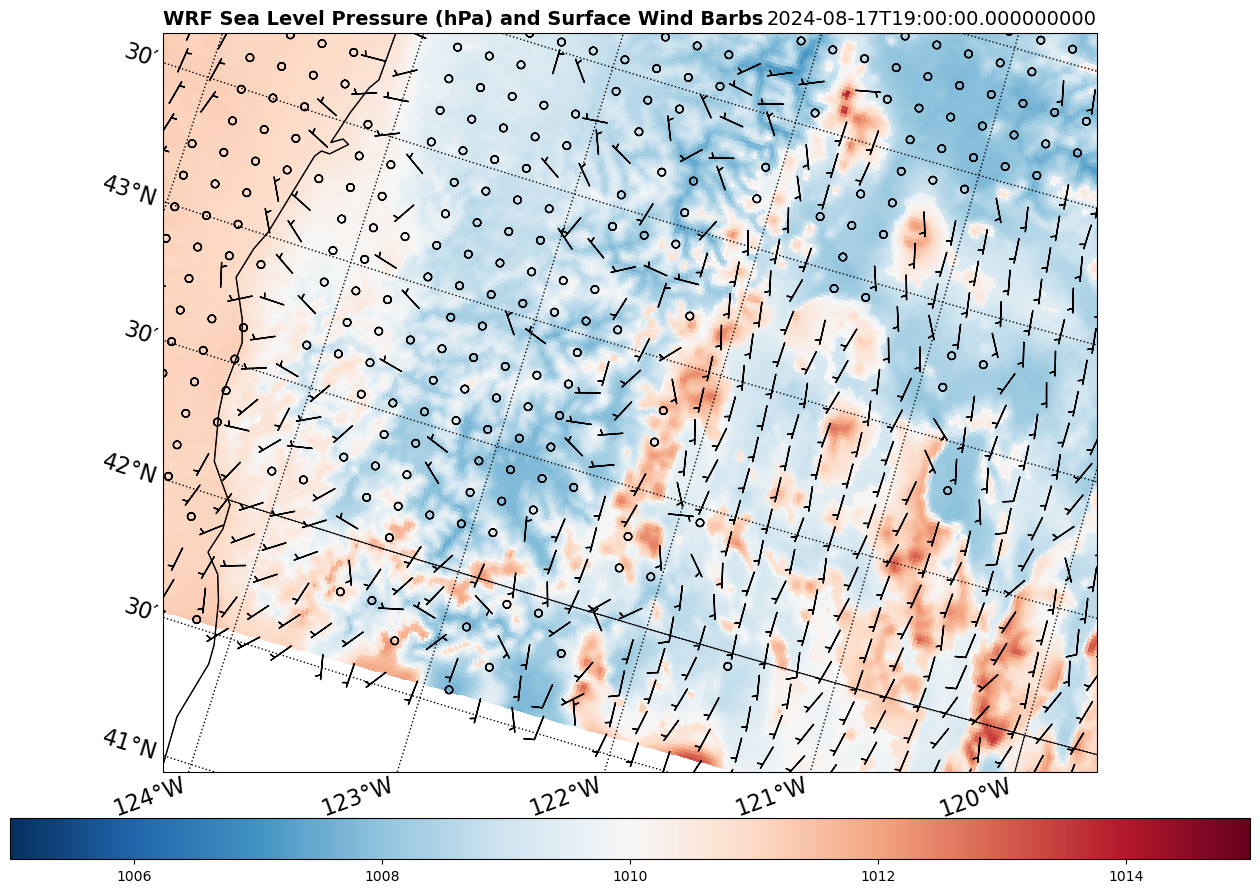 WRF Sea Level Pressure (hPa) and Surface Wind Barbs 2024-08-17T19:00:00.000000000
30′
43°N
30′
42°N
30′
41°N
124°W 123°W 122°W 121°W 120°W
1006 1008 1010 1012 1014